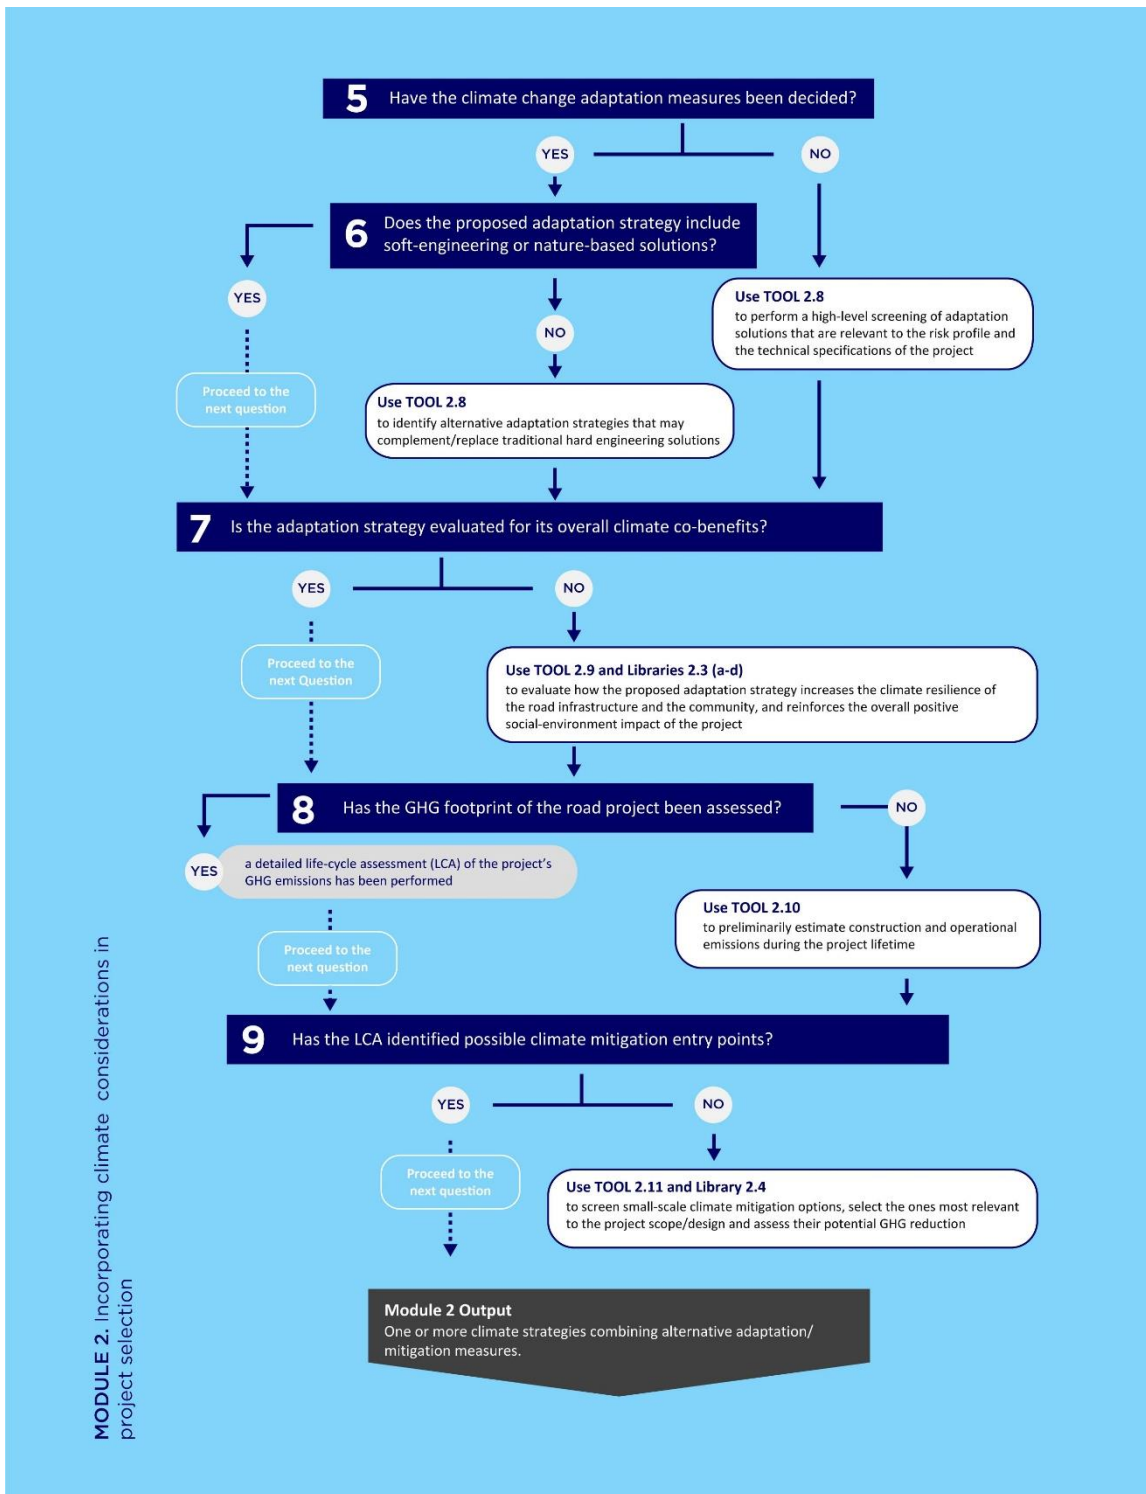 5 Have the climate change adaptation measures been decided?
YES
NO
6 Does the proposed adaptation strategy include
soft-engineering or nature-based solutions?
YES
NO
Use TOOL 2.8
to perform a high-level screening of adaptation
solutions that are relevant to the risk profile and
the technical specifications of the project
Proceed to the
next question
Use TOOL 2.8
to identify alternative adaptation strategies that may
complement/replace traditional hard engineering solutions
7 Is the adaptation strategy evaluated for its overall climate co-benefits?
YES
NO
Proceed to the
next Question
Use TOOL 2.9 and Libraries 2.3 (a-d)
to evaluate how the proposed adaptation strategy increases the climate resilience of
the road infrastructure and the community, and reinforces the overall positive
social-environment impact of the project
8 Has the GHG footprint of the road project been assessed?
NO
YES
a detailed life-cycle assessment (LCA) of the project's
GHG emissions has been performed
Use TOOL 2.10
to preliminarily estimate construction and operational
emissions during the project lifetime
Proceed to the
next question
9 Has the LCA identified possible climate mitigation entry points?
YES
NO
Proceed to the
next question
Use TOOL 2.11 and Library 2.4
to screen small-scale climate mitigation options, select the ones most relevant
to the project scope/design and assess their potential GHG reduction
Module 2 Output
One or more climate strategies combining alternative adaptation/
mitigation measures.
MODULE 2. Incorporating climate considerations in
project selection